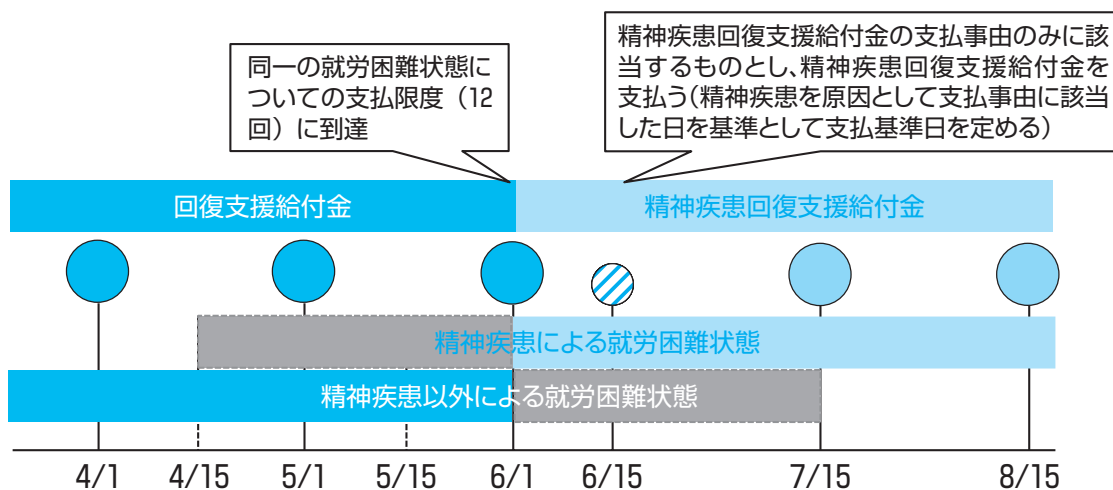 同一の就労困難状態に
ついての支払限度（12
回）に到達
精神疾患回復支援給付金の支払事由のみに該
当するものとし、精神疾患回復支援給付金を
支払う（精神疾患を原因として支払事由に該当
した日を基準として支払基準日を定める）
回復支援給付金
精神疾患回復支援給付金
精神疾患による就労困難状態
精神疾患以外による就労困難状態
4/1 4/15 5/1 5/15 6/1 6/15 7/15 8/15